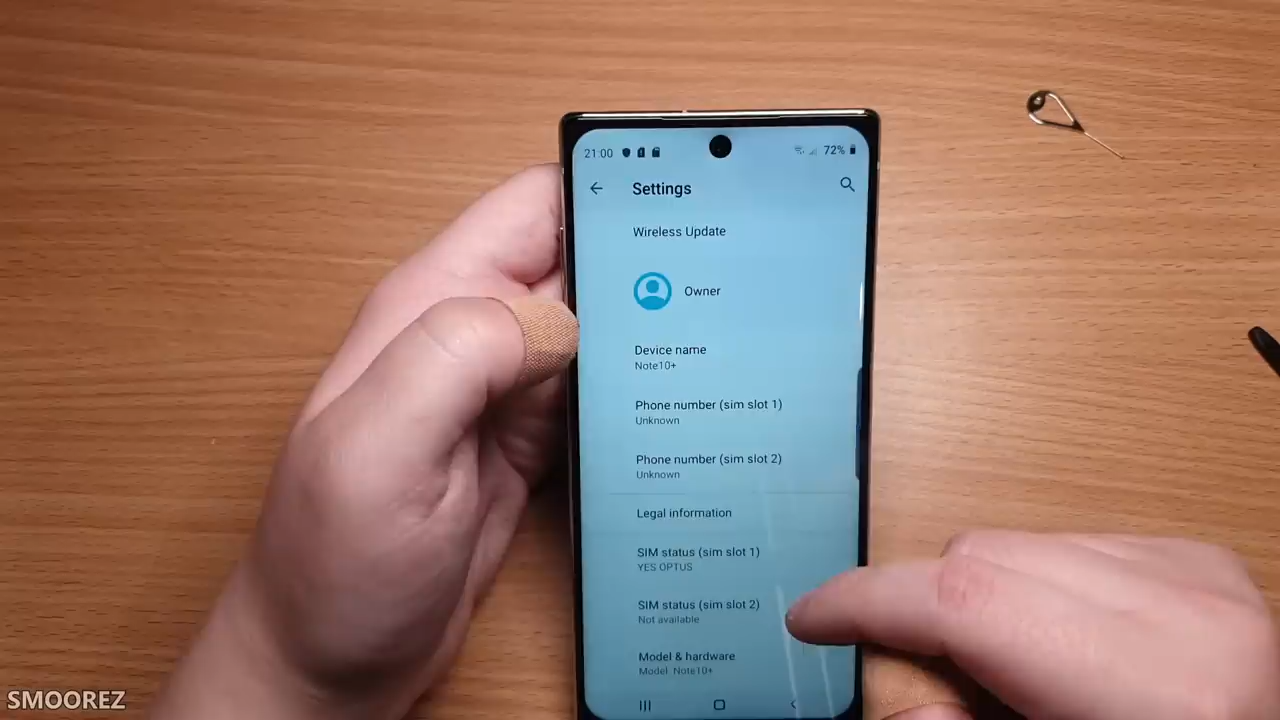 21:00
72%
Settings
Wireless Update
Owner
Device name
Note10+
Phone number (sim slot 1)
Unknown
Phone number (sim slot 2)
Unknown
Legal information
SIM status (sim slot 1)
YES OPTUS
SIM status (sim slot 2)
Not available
Model & hardware
Model: Note10+
SMOOREZ